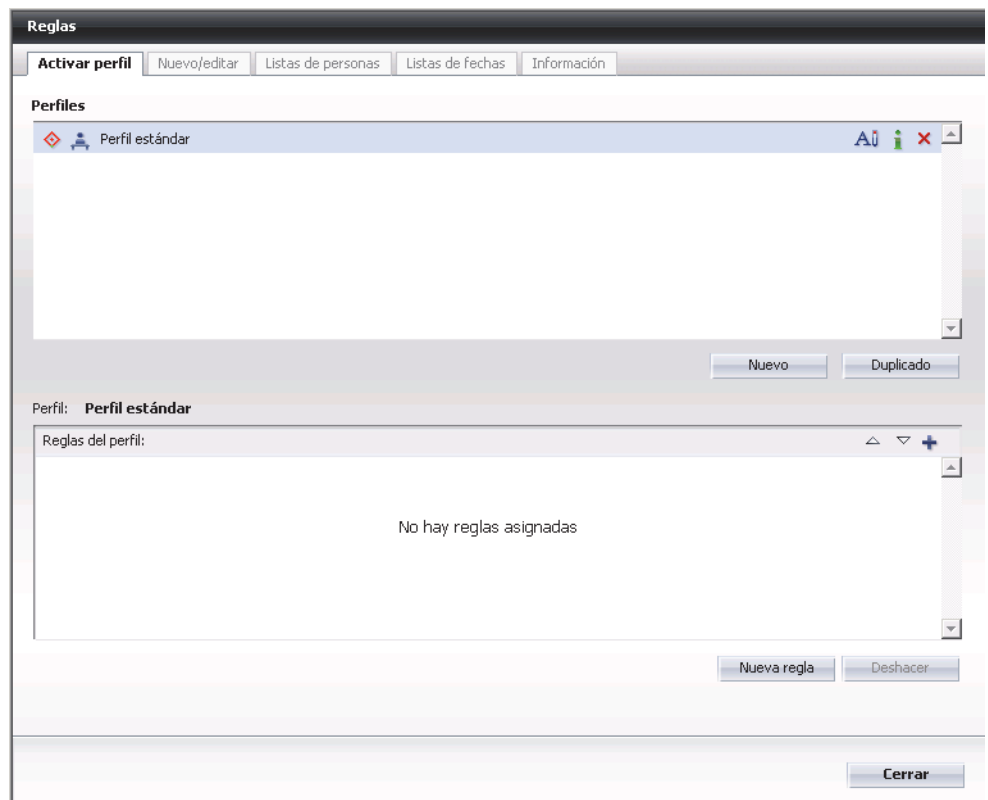 Reglas
Activar perfil Nuevo/editar Listas de personas Listas de fechas Información
Perfiles
Perfil estándar
Nuevo Duplicado
Perfil: Perfil estándar
Reglas del perfil:
No hay reglas asignadas
Nueva regla Deshacer
Cerrar